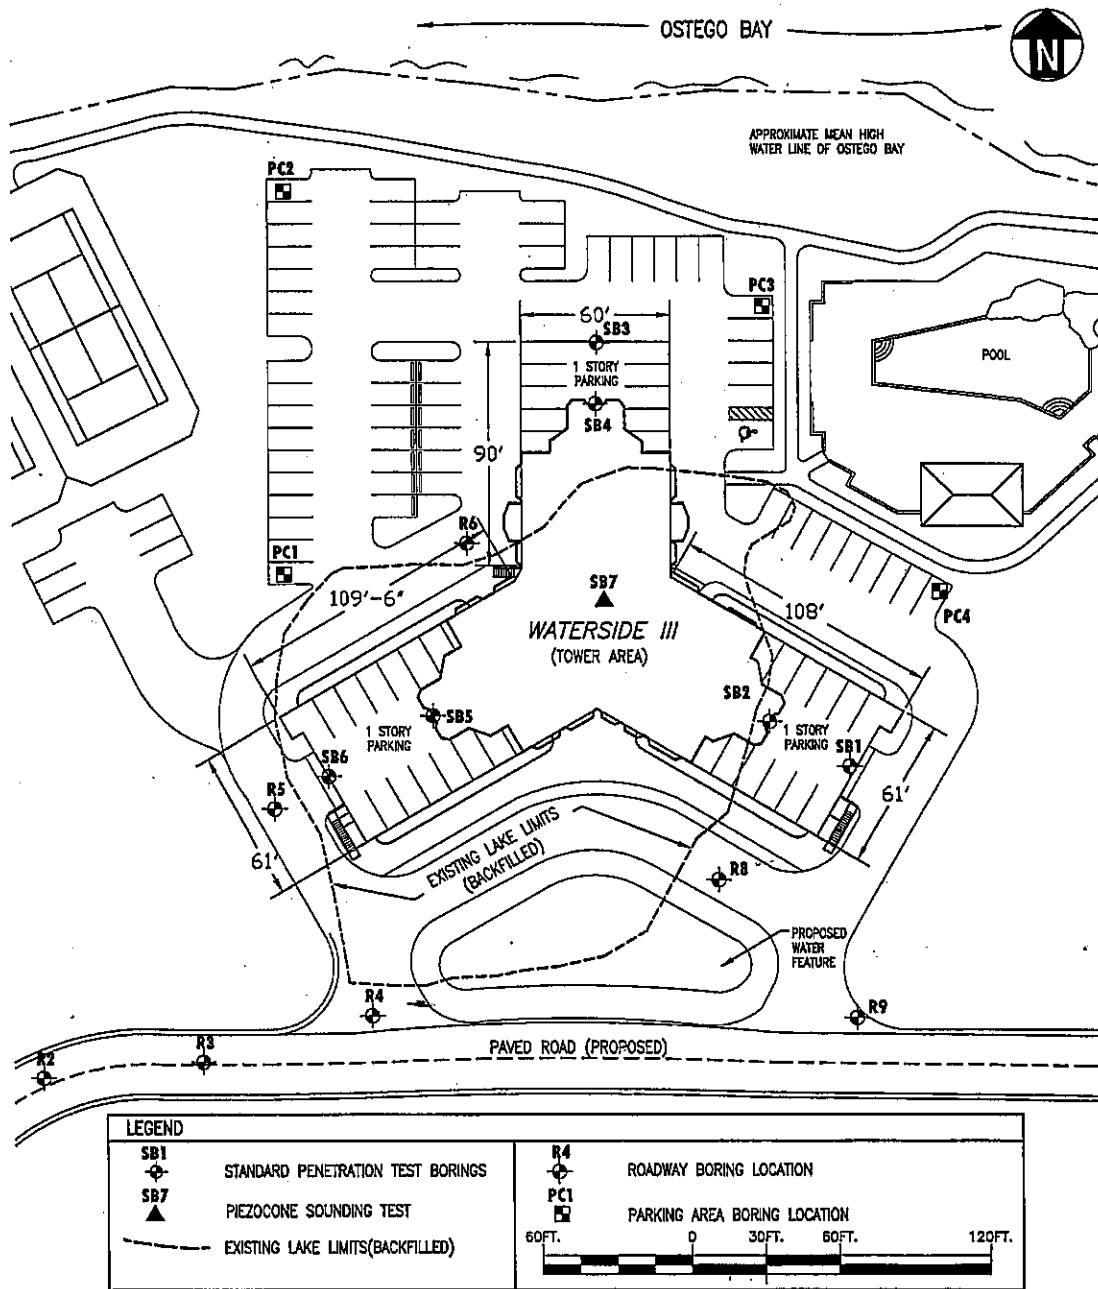 OSTEGO BAY
N
APPROXIMATE MEAN HIGH
WATER LINE OF OSTEGO BAY
PC2
PC3
60'
SB3
1 STORY
PARKING
POOL
SB4
90'
R6
PC1
109'-6"
SB7
108'
PC4
WATERSIDE III
(TOWER AREA)
SB2
SB5
1 STORY
PARKING
1 STORY
PARKING
SB1
SB6
R5
61'
61'
EXISTING LAKE LIMITS
(BACKFILLED)
R8
PROPOSED
WATER
FEATURE
R4
R9
R3
PAVED ROAD (PROPOSED)
R2
LEGEND
SB1
STANDARD PENETRATION TEST BORINGS
SB7
PIEZOCONE SOUNDING TEST
EXISTING LAKE LIMITS(BACKFILLED)
R4
ROADWAY BORING LOCATION
PC1
PARKING AREA BORING LOCATION
60FT. 0 30FT. 60FT. 120FT.